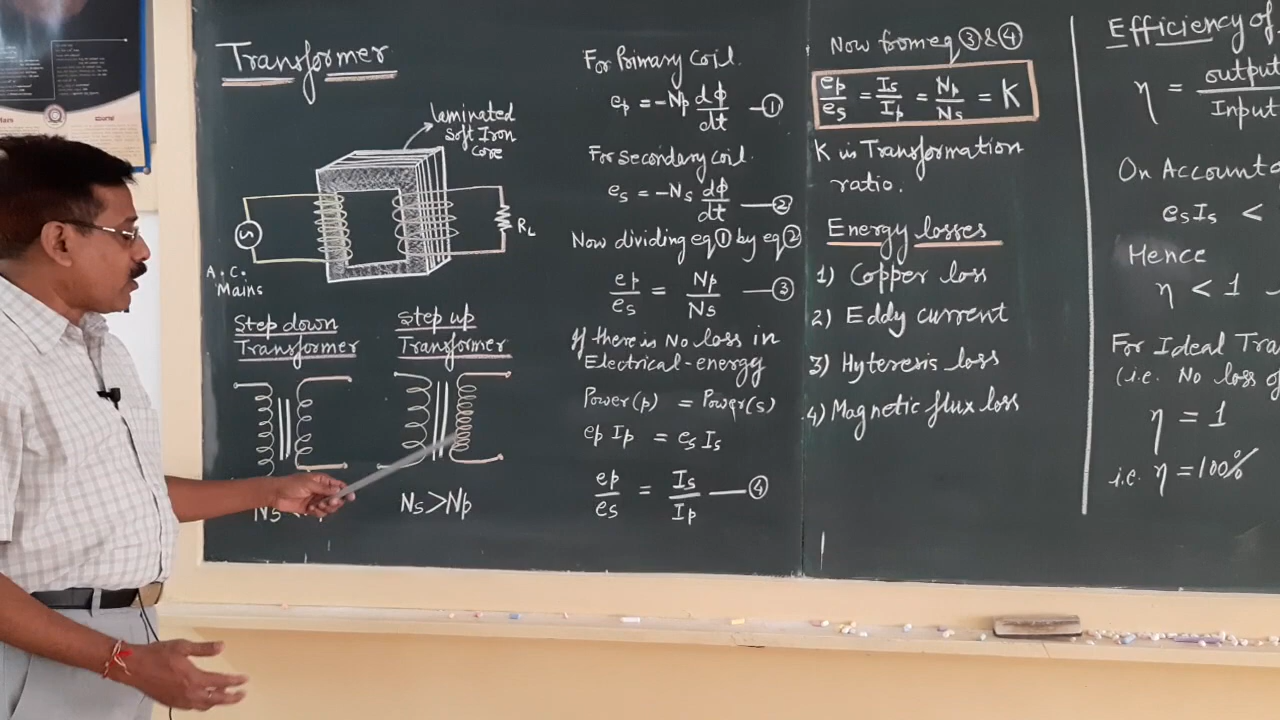 Transformer
laminated
Soft Iron
Core
A.C.
Mains
RL
Step down
Transformer
Step up
Transformer
Ns > Np
For Primary Coil.
ep = -Np dΦ/dt —①
For secondary coil.
es = -Ns dΦ/dt —②
Now dividing eq① by eq②
ep/es = Np/Ns —③
If there is No loss in
Electrical-energy
Power(p) = Power(s)
ep Ip = es Is
ep/es = Is/Ip —④
Now from eq ③ & ④
ep/es = Is/Ip = Np/Ns = K
K is Transformation
ratio.
Energy losses
1) Copper loss
2) Eddy current
3) Hyteresis loss
4) Magnetic flux loss
Efficiency of
η = output/Input
On Account
esIs <
Hence
η < 1
For Ideal Tra
(i.e. No loss of
η = 1
i.e. η = 100%